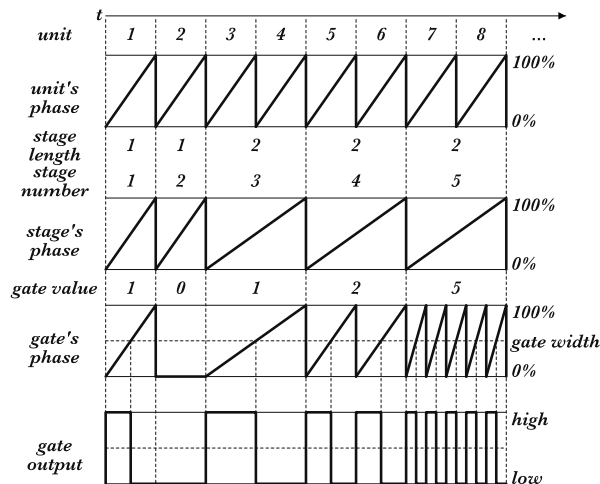 t
unit 1 2 3 4 5 6 7 8 ...
unit's phase
100%
0%
stage length 1 1 2 2 2
stage number 1 2 3 4 5
stage's phase
100%
0%
gate value 1 0 1 2 5
gate's phase
100%
gate width
0%
gate output
high
low